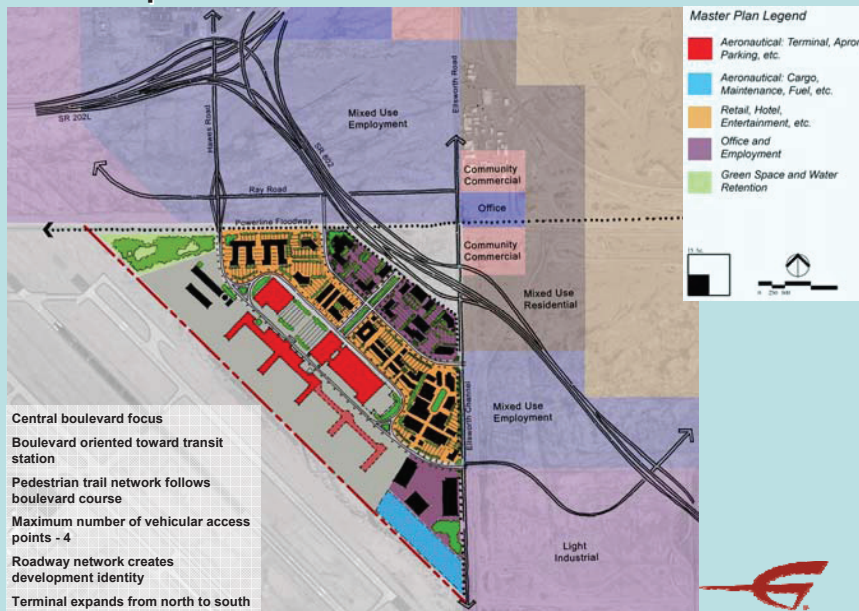 Master Plan Legend
Aeronautical: Terminal, Apron
Parking, etc.
Aeronautical: Cargo,
Maintenance, Fuel, etc.
Retail, Hotel,
Entertainment, etc.
Office and
Employment
Green Space and Water
Retention
SR 202L
Hawes Road
SR 802
Ellsworth Road
Mixed Use
Employment
Ray Road
Community
Commercial
Office
Powerline Floodway
Community
Commercial
Mixed Use
Residential
Ellsworth Channel
Mixed Use
Employment
Light
Industrial
Central boulevard focus
Boulevard oriented toward transit
station
Pedestrian trail network follows
boulevard course
Maximum number of vehicular access
points - 4
Roadway network creates
development identity
Terminal expands from north to south